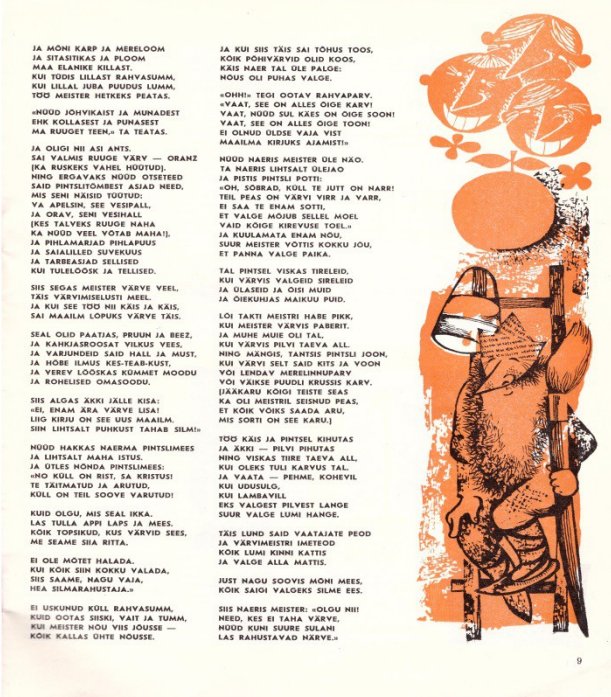 JA MÕNI KARP JA MERELOOM
JA SITASITIKAS JA PLOOM
MAA ELANIKE KILLAST.
KUI TÜDIS LILLAST RAHVASUMM,
KUI LILLAL JUBA PUUDUS LUMM,
TÖÖ MEISTER HETKEKS PEATAS.
«NÜÜD JÕHVIKAIST JA MUNADEST
EHK KOLLASEST JA PUNASEST
MA RUUGET TEEN,» TA TEATAS.
JA OLIGI NII ASI ANTS.
SAI VALMIS RUUGE VÄRV — ORANZ
(KA RUSKEKS VAHEL HÜÜTUD).
NING ERGAVAKS NÜÜD OTSETEED
SAID PINTSLITÕMBEST ASJAD NEED,
MIS SENI NÄISID TÜÜTUD:
VA APELSIN, SEE VESIPALL,
JA ORAV, SENI VESIHALL
(KES TALVEKS RUUGE NAHA
KA NÜÜD VEEL VÕTAB MAHA!),
JA PIHLAMARJAD PIHLAPUUS
JA SAIALILLED SUVEKUUS
JA TARBEASJAD SELLISED
KUI TULELÕÕSK JA TELLISED.
SIIS SEGAS MEISTER VÄRVE VEEL,
TÄIS VÄRVIMISELUSTI MEEL.
JA KUI SEE TÖÖ NII KÄIS JA KÄIS,
SAI MAAILM LÕPUKS VÄRVE TÄIS.
SEAL OLID PAATJAS, PRUUN JA BEEZ,
JA KAHKJASROOSAT VILKUS VEES,
JA VARJUNDEID SAID HALL JA MUST,
JA HÕBE ILMUS KES-TEAB-KUST,
JA VEREV LÕÕSKAS KÜMMET MOODU
JA ROHELISED OMASOODU.
SIIS ALGAS ÄKKI JÄLLE KISA:
«EI, ENAM ÄRA VÄRVE LISA!
LIIG KIRJU ON SEE UUS MAAILM.
SIIN LIHTSALT PUHKUST TAHAB SILM!»
NÜÜD HAKKAS NAERMA PINTSLIMEES
JA LIHTSALT MAHA ISTUS.
JA ÜTLES NÕNDA PINTSLIMEES:
«NO KÜLL ON RIST, SA KRISTUS!
TE TÄITMATUD JA ARUTUD,
KÜLL ON TEIL SOOVE VARUTUD!
KUID OLGU, MIS SEAL IKKA.
LAS TULLA APPI LAPS JA MEES.
KÕIK TOPSIKUD, KUS VÄRVID SEES,
ME SEAME SIIA RITTA.
EI OLE MÕTET HALADA.
KUI KÕIK SIIN KOKKU VALADA,
SIIS SAAME, NAGU VAJA,
HEA SILMARAHUSTAJA.»
EI USKUNUD KÜLL RAHVASUMM,
KUID OOTAS SIISKI, VAIT JA TUMM,
KUI MEISTER NÕU VIIS JÕUSSE —
KÕIK KALLAS ÜHTE NÕUSSE.
JA KUI SIIS TÄIS SAI TÕHUS TOOS,
KÕIK PÕHIVÄRVID OLID KOOS,
KÄIS NAER TAL ÜLE PALGE:
NÕUS OLI PUHAS VALGE.
«OHH!» TEGI OOTAV RAHVAPARV.
«VAAT, SEE ON ALLES ÕIGE KARV!
VAAT, NÜÜD SUL KÄES ON ÕIGE SOON!
VAAT, SEE ON ALLES ÕIGE TOON!
EI OLNUD ÜLDSE VAJA VIST
MAAILMA KIRJUKS AJAMIST!»
NÜÜD NAERIS MEISTER ÜLE NÄO.
TA NAERIS LIHTSALT ÜLEJAO
JA PISTIS PINTSLI POTTI:
«OH, SÕBRAD, KÜLL TE JUTT ON NARR!
TEIL PEAS ON VÄRVI VIRR JA VARR,
EI SAA TE ENAM SOTTI,
ET VALGE MÕJUB SELLEL MOEL
VAID KÕIGE KIREVUSE TOEL.»
JA KUULAMATA ENAM NÕU,
SUUR MEISTER VÕTTIS KOKKU JÕU,
ET PANNA VALGE PAIKA.
TAL PINTSEL VISKAS TIRELEID,
KUI VÄRVIS VALGEID SIRELEID
JA ÜLASEID JA ÕISI MUID
JA ÕIEKUHJAS MAIKUU PUID.
LÕI TAKTI MEISTRI HABE PIKK,
KUI MEISTER VÄRVIS PABERIT.
JA MUHE MUIE OLI TAL,
KUI VÄRVIS PILVI TAEVA ALL.
NING MÄNGIS, TANTSIS PINTSLI JOON,
KUI VÄRVI SELT SAID KITS JA VOON
VÕI LENDAV MERELINNUPARV
VÕI VÄIKSE PUUDLI KRUSSIS KARV.
(JÄÄKARU KÕIGI TEISTE SEAS
KA OLI MEISTRIL SEISNUD PEAS,
ET KÕIK VÕIKS SAADA ARU,
MIS SORTI ON SEE KARU.)
TÖÖ KÄIS JA PINTSEL KIHUTAS
JA ÄKKI — PILVI PIHUTAS
NING VISKAS TIIRE TAEVA ALL,
KUI OLEKS TULI KARVUS TAL.
JA VAATA — PEHME, KOHEVIL
KUI UDUSULG,
KUI LAMBAVILL
EKS VALGEST PILVEST LANGE
SUUR VALGE LUMI HANGE.
TÄIS LUND SAID VAATAJATE PEOD
JA VÄRVIMEISTRI IMETEOD
KÕIK LUMI KINNI KATTIS
JA VALGE ALLA MATTIS.
JUST NAGU SOOVIS MÕNI MEES,
KÕIK SAIGI VALGEKS SILME EES.
SIIS NAERIS MEISTER: «OLGU NII!
NEED, KES EI TAHA VÄRVE,
NÜÜD KUNI SUURE SULANI
LAS RAHUSTAVAD NÄRVE.»
9